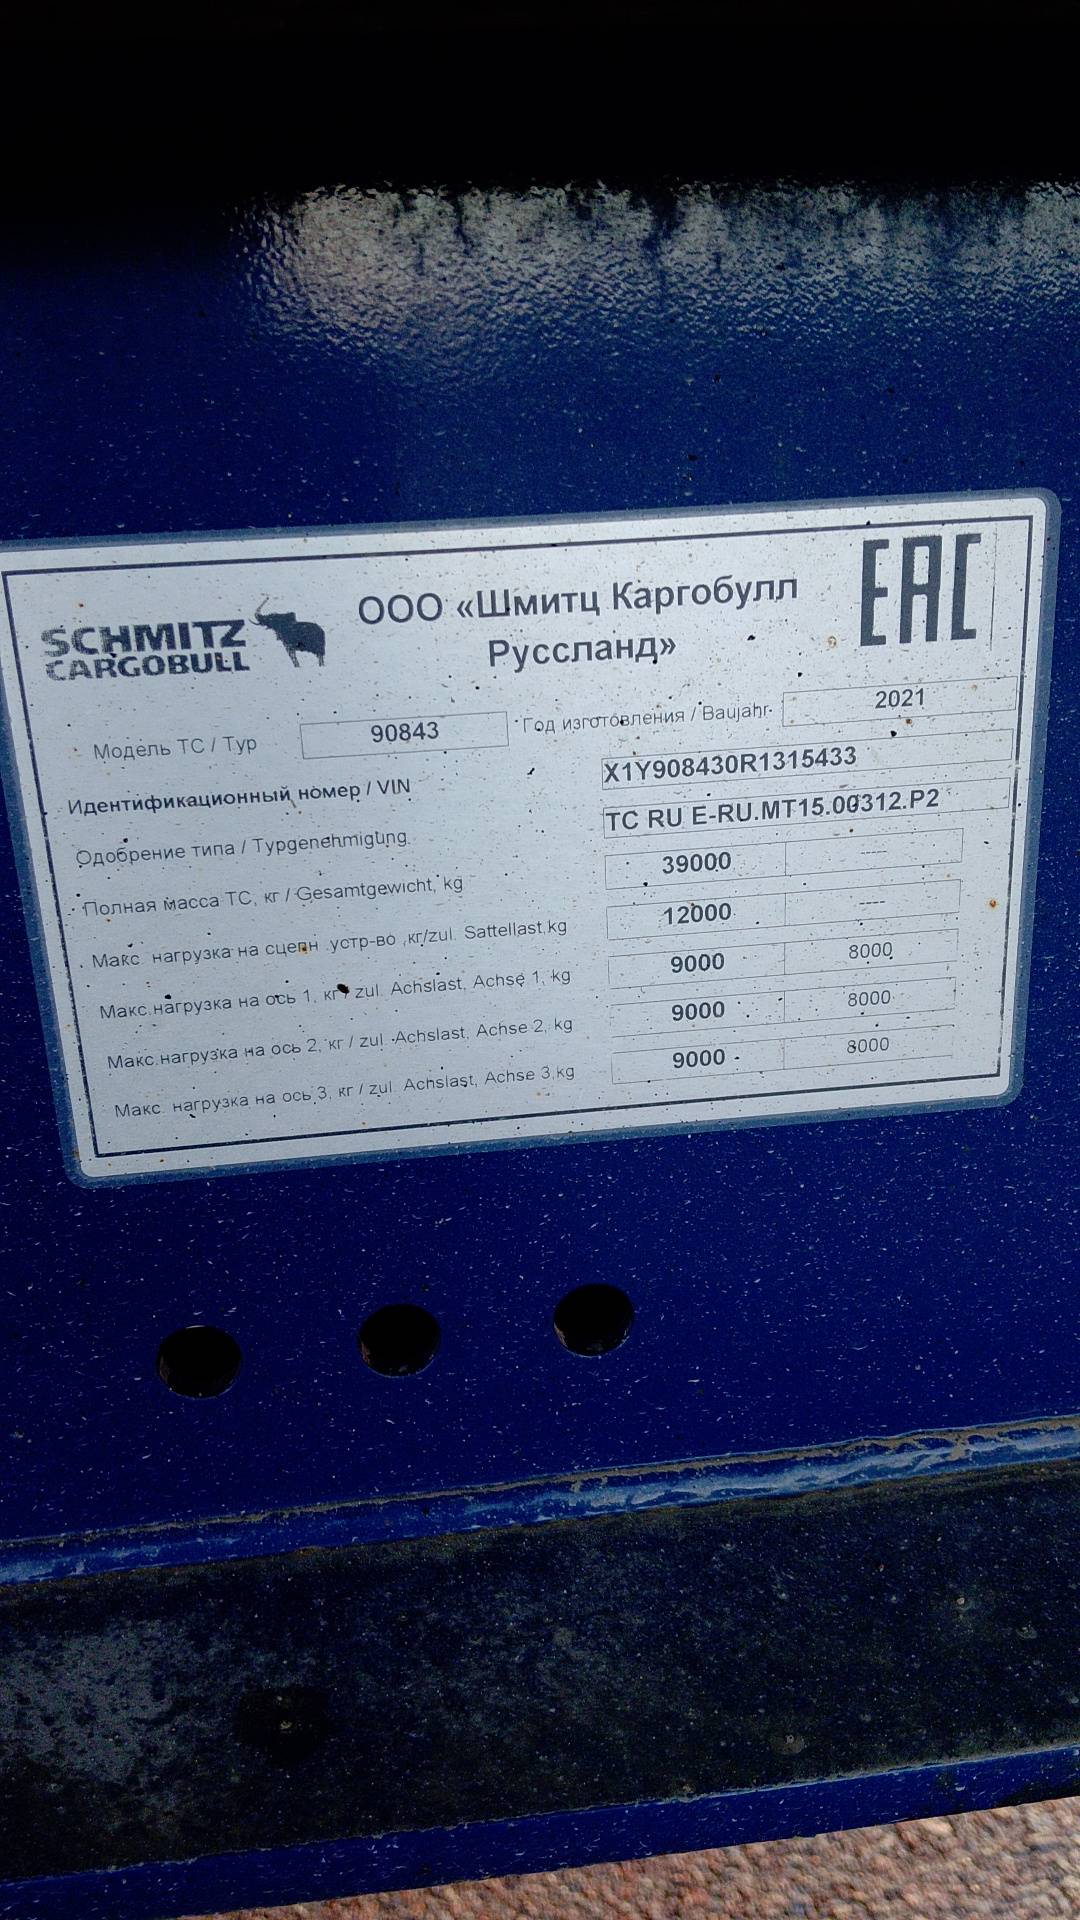 SCHMITZ CARGOBULL
ООО «Шмитц Каргобулл Руссланд»
EAC
Модель ТС / Typ 90843 Год изготовления / Baujahr 2021
Идентификационный номер / VIN X1Y908430R1315433
Одобрение типа / Typgenehmigung TC RU E-RU.MT15.00312.P2
Полная масса ТС, кг / Gesamtgewicht, kg 39000 ----
Макс. нагрузка на сцепн .устр-во ,кг/zul. Sattellast,kg 12000 ----
Макс.нагрузка на ось 1, кг / zul. Achslast, Achse 1, kg 9000 8000
Макс.нагрузка на ось 2, кг / zul. Achslast, Achse 2, kg 9000 8000
Макс. нагрузка на ось 3, кг / zul. Achslast, Achse 3,kg 9000 8000